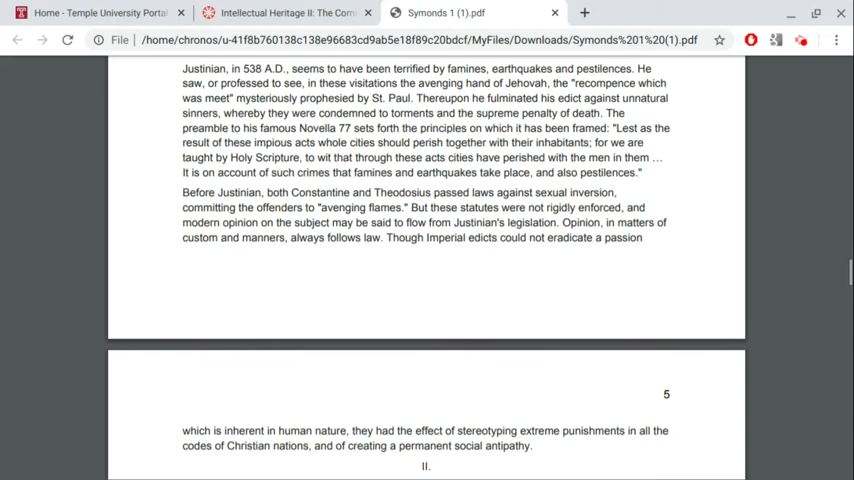 Home - Temple University Portal
Intellectual Heritage II: The Com
Symonds 1 (1).pdf
File
/home/chronos/u-41f8b760138c138e96683cd9ab5e18f89c20bdcf/MyFiles/Downloads/Symonds%201%20(1).pdf
Justinian, in 538 A.D., seems to have been terrified by famines, earthquakes and pestilences. He
saw, or professed to see, in these visitations the avenging hand of Jehovah, the "recompence which
was meet" mysteriously prophesied by St. Paul. Thereupon he fulminated his edict against unnatural
sinners, whereby they were condemned to torments and the supreme penalty of death. The
preamble to his famous Novella 77 sets forth the principles on which it has been framed: "Lest as the
result of these impious acts whole cities should perish together with their inhabitants; for we are
taught by Holy Scripture, to wit that through these acts cities have perished with the men in them …
It is on account of such crimes that famines and earthquakes take place, and also pestilences."
Before Justinian, both Constantine and Theodosius passed laws against sexual inversion,
committing the offenders to "avenging flames." But these statutes were not rigidly enforced, and
modern opinion on the subject may be said to flow from Justinian's legislation. Opinion, in matters of
custom and manners, always follows law. Though Imperial edicts could not eradicate a passion
5
which is inherent in human nature, they had the effect of stereotyping extreme punishments in all the
codes of Christian nations, and of creating a permanent social antipathy.
II.